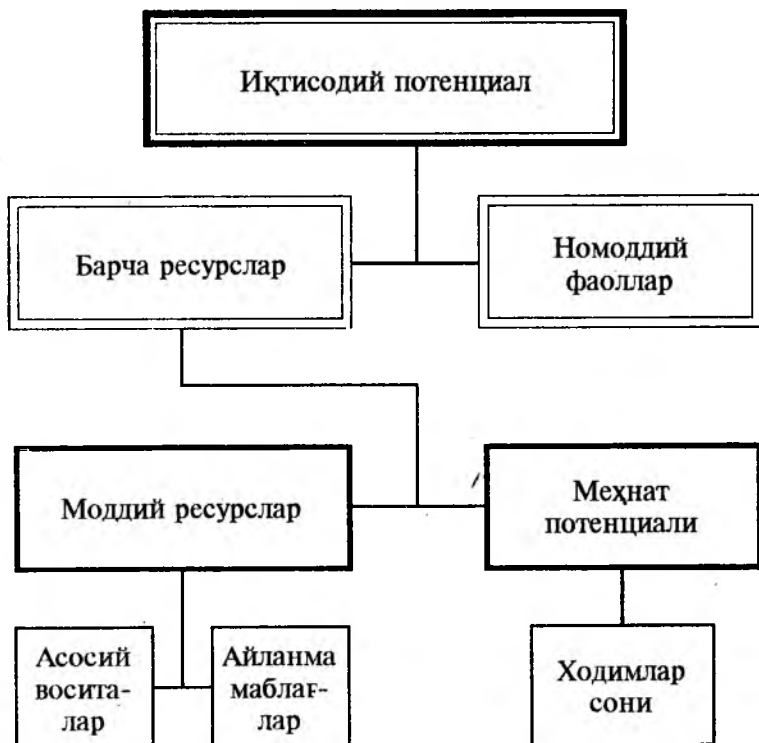 Иқтисодий потенциал
Барча ресурслар
Номоддий
фаоллар
Моддий ресурслар
Меҳнат
потенциали
Асосий
восита-
лар
Айланма
маблағ-
лар
Ходимлар
сони